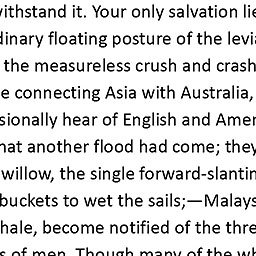 withstand it. Your only salvation lie
dinary floating posture of the levia
the measureless crush and crash
e connecting Asia with Australia,
sionally hear of English and Amer
hat another flood had come; they
willow, the single forward-slantin
buckets to wet the sails;—Malays
hale, become notified of the thre
s of men. Though many of the wh